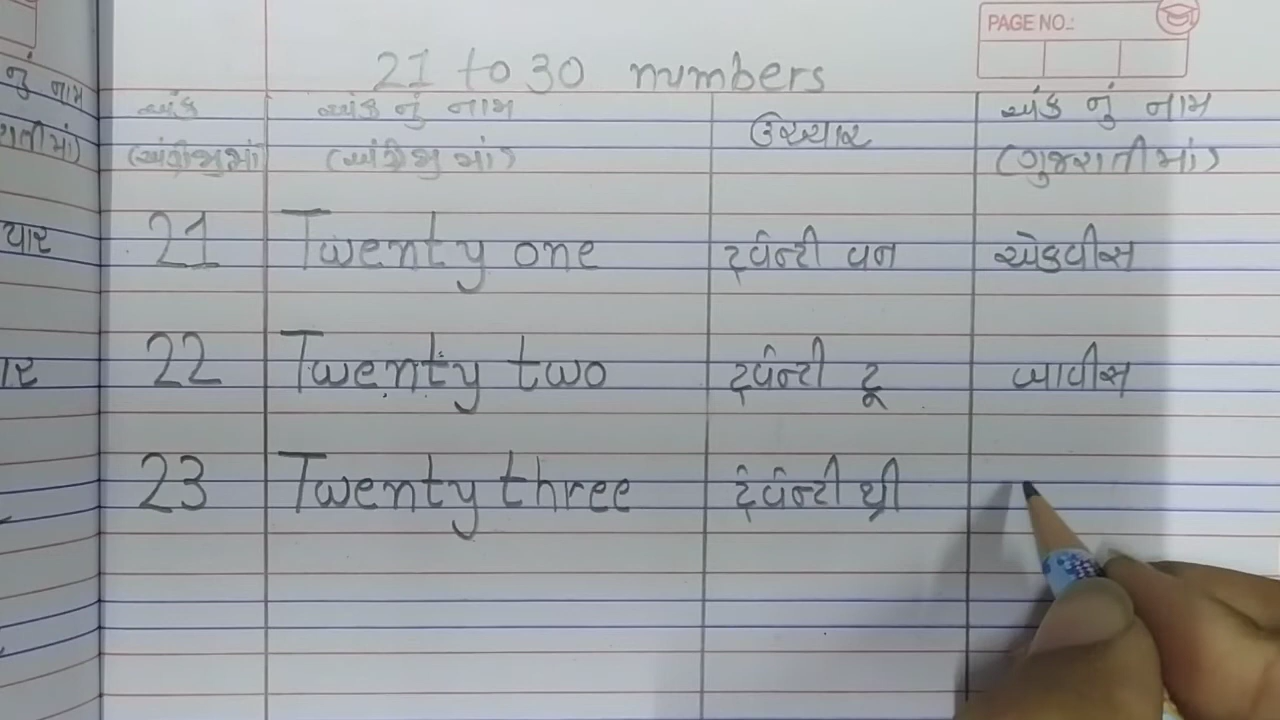 PAGE NO.:
21 to 30 numbers
અંક અંક નું નામ ઉચ્ચાર અંક નું નામ
(અંગ્રેજીમાં) (અંગ્રેજીમાં) (ગુજરાતીમાં)
21 Twenty one ટ્વેન્ટી વન એકવીસ
22 Twenty two ટ્વેન્ટી ટૂ બાવીસ
23 Twenty three ટ્વેન્ટી થ્રી
નું નામ